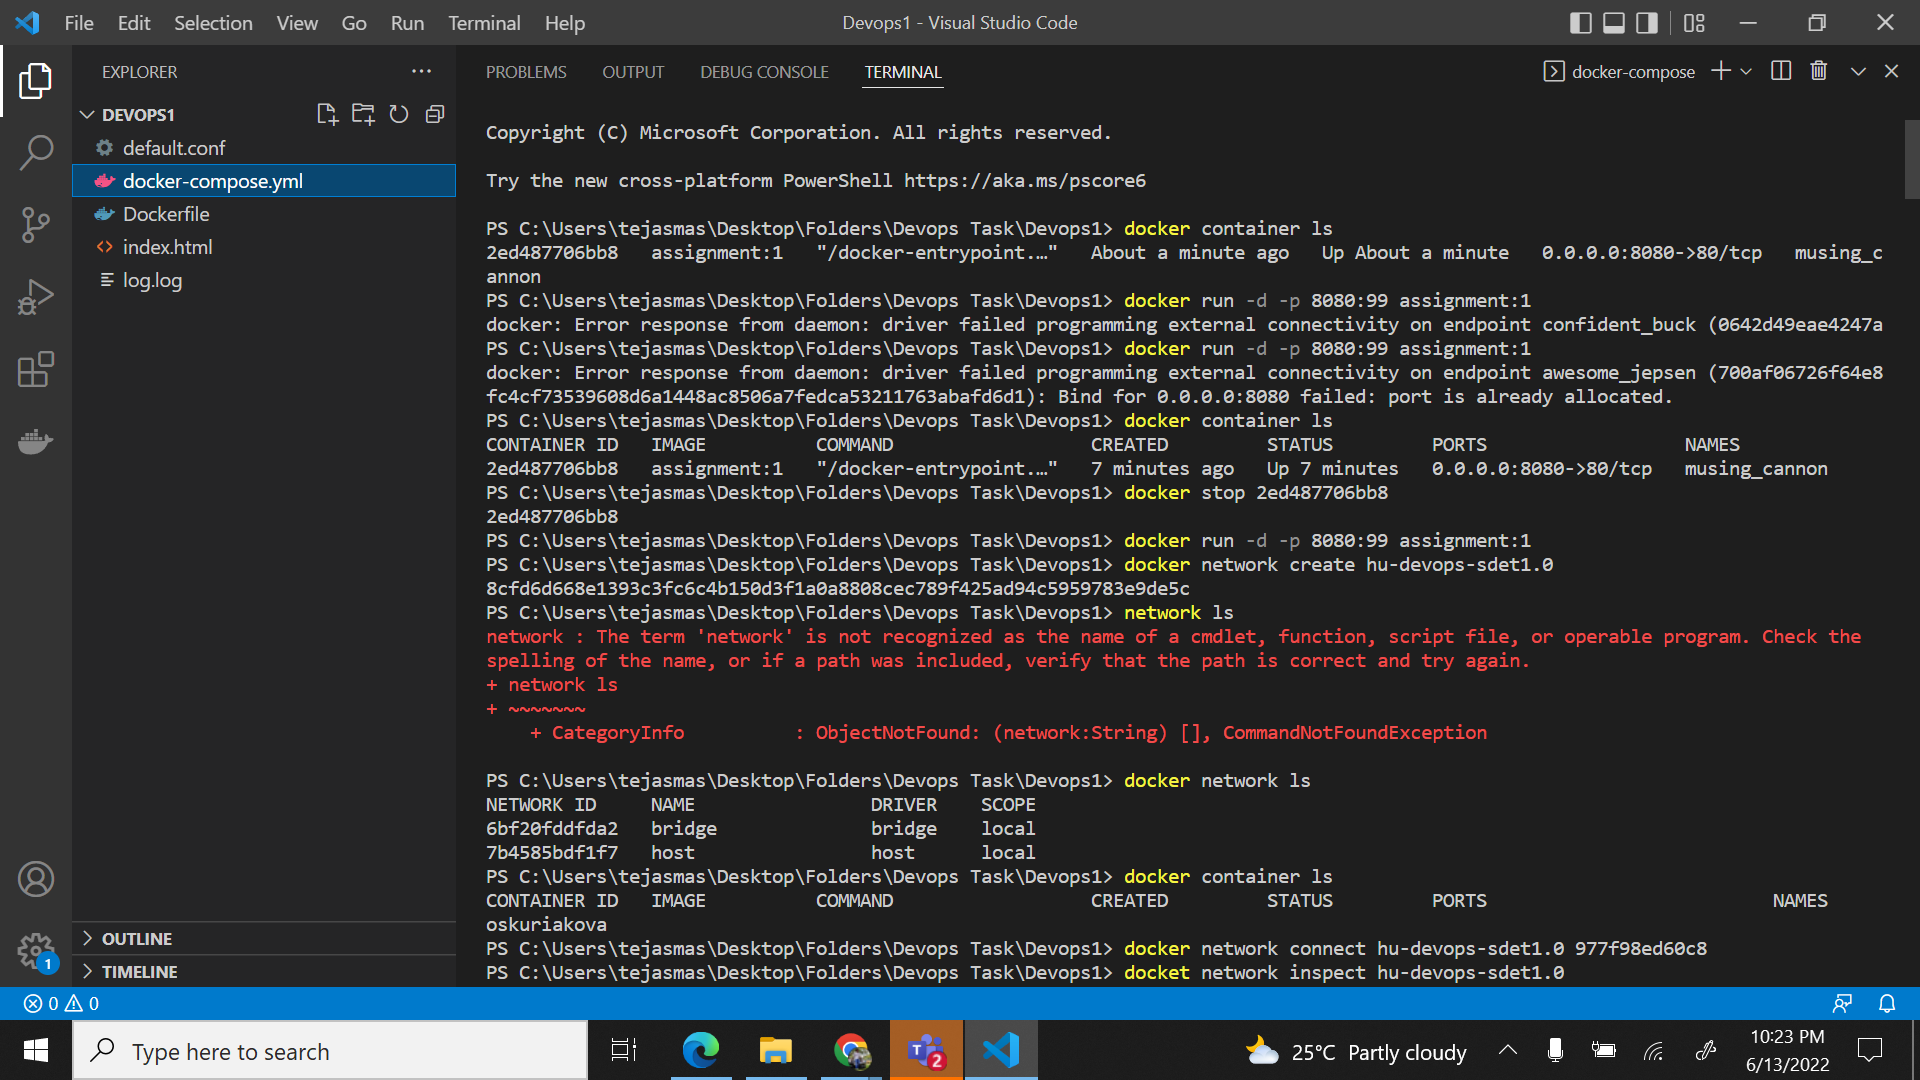 File Edit Selection View Go Run Terminal Help
Devops1 - Visual Studio Code
EXPLORER
DEVOPS1
default.conf
docker-compose.yml
Dockerfile
index.html
log.log
OUTLINE
TIMELINE
PROBLEMS OUTPUT DEBUG CONSOLE TERMINAL
docker-compose
Copyright (C) Microsoft Corporation. All rights reserved.
Try the new cross-platform PowerShell https://aka.ms/pscore6
PS C:\Users\tejasmas\Desktop\Folders\Devops Task\Devops1> docker container ls
2ed487706bb8 assignment:1 "/docker-entrypoint.…" About a minute ago Up About a minute 0.0.0.0:8080->80/tcp musing_c
annon
PS C:\Users\tejasmas\Desktop\Folders\Devops Task\Devops1> docker run -d -p 8080:99 assignment:1
docker: Error response from daemon: driver failed programming external connectivity on endpoint confident_buck (0642d49eae4247a
PS C:\Users\tejasmas\Desktop\Folders\Devops Task\Devops1> docker run -d -p 8080:99 assignment:1
docker: Error response from daemon: driver failed programming external connectivity on endpoint awesome_jepsen (700af06726f64e8
fc4cf73539608d6a1448ac8506a7fedca53211763abafd6d1): Bind for 0.0.0.0:8080 failed: port is already allocated.
PS C:\Users\tejasmas\Desktop\Folders\Devops Task\Devops1> docker container ls
CONTAINER ID IMAGE COMMAND CREATED STATUS PORTS NAMES
2ed487706bb8 assignment:1 "/docker-entrypoint.…" 7 minutes ago Up 7 minutes 0.0.0.0:8080->80/tcp musing_cannon
PS C:\Users\tejasmas\Desktop\Folders\Devops Task\Devops1> docker stop 2ed487706bb8
2ed487706bb8
PS C:\Users\tejasmas\Desktop\Folders\Devops Task\Devops1> docker run -d -p 8080:99 assignment:1
PS C:\Users\tejasmas\Desktop\Folders\Devops Task\Devops1> docker network create hu-devops-sdet1.0
8cfd6d668e1393c3fc6c4b150d3f1a0a8808cec789f425ad94c5959783e9de5c
PS C:\Users\tejasmas\Desktop\Folders\Devops Task\Devops1> network ls
network : The term 'network' is not recognized as the name of a cmdlet, function, script file, or operable program. Check the
spelling of the name, or if a path was included, verify that the path is correct and try again.
+ network ls
+ ~~~~~~~
+ CategoryInfo : ObjectNotFound: (network:String) [], CommandNotFoundException
PS C:\Users\tejasmas\Desktop\Folders\Devops Task\Devops1> docker network ls
NETWORK ID NAME DRIVER SCOPE
6bf20fddfda2 bridge bridge local
7b4585bdf1f7 host host local
PS C:\Users\tejasmas\Desktop\Folders\Devops Task\Devops1> docker container ls
CONTAINER ID IMAGE COMMAND CREATED STATUS PORTS NAMES
oskuriakova
PS C:\Users\tejasmas\Desktop\Folders\Devops Task\Devops1> docker network connect hu-devops-sdet1.0 977f98ed60c8
PS C:\Users\tejasmas\Desktop\Folders\Devops Task\Devops1> docket network inspect hu-devops-sdet1.0
1
0 0
Type here to search
2
25°C Partly cloudy
10:23 PM
6/13/2022